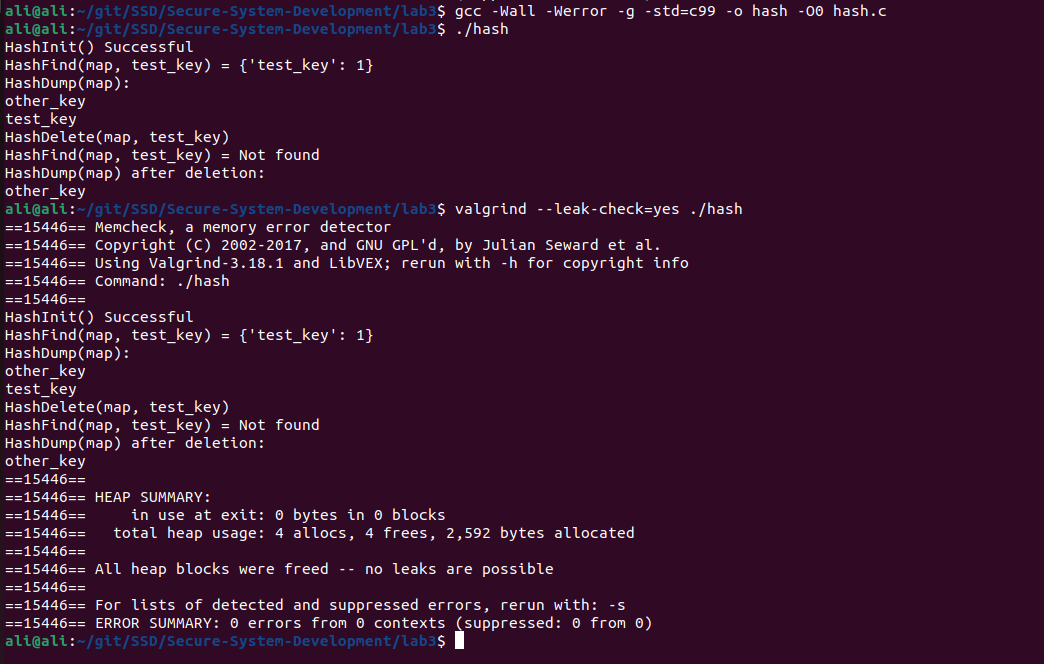 ali@ali:~/git/SSD/Secure-System-Development/lab3$ gcc -Wall -Werror -g -std=c99 -o hash -O0 hash.c
ali@ali:~/git/SSD/Secure-System-Development/lab3$ ./hash
HashInit() Successful
HashFind(map, test_key) = {'test_key': 1}
HashDump(map):
other_key
test_key
HashDelete(map, test_key)
HashFind(map, test_key) = Not found
HashDump(map) after deletion:
other_key
ali@ali:~/git/SSD/Secure-System-Development/lab3$ valgrind --leak-check=yes ./hash
==15446== Memcheck, a memory error detector
==15446== Copyright (C) 2002-2017, and GNU GPL'd, by Julian Seward et al.
==15446== Using Valgrind-3.18.1 and LibVEX; rerun with -h for copyright info
==15446== Command: ./hash
==15446==
HashInit() Successful
HashFind(map, test_key) = {'test_key': 1}
HashDump(map):
other_key
test_key
HashDelete(map, test_key)
HashFind(map, test_key) = Not found
HashDump(map) after deletion:
other_key
==15446==
==15446== HEAP SUMMARY:
==15446==     in use at exit: 0 bytes in 0 blocks
==15446==   total heap usage: 4 allocs, 4 frees, 2,592 bytes allocated
==15446==
==15446== All heap blocks were freed -- no leaks are possible
==15446==
==15446== For lists of detected and suppressed errors, rerun with: -s
==15446== ERROR SUMMARY: 0 errors from 0 contexts (suppressed: 0 from 0)
ali@ali:~/git/SSD/Secure-System-Development/lab3$